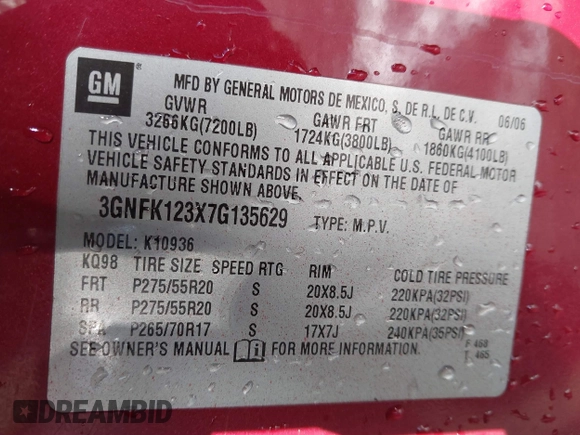 GM ®
MFD BY GENERAL MOTORS DE MEXICO, S. DE R.L. DE C.V. 06/06
GVWR GAWR FRT GAWR RR
3266KG(7200LB) 1724KG(3800LB) 1860KG(4100LB)
THIS VEHICLE CONFORMS TO ALL APPLICABLE U.S. FEDERAL MOTOR
VEHICLE SAFETY STANDARDS IN EFFECT ON THE DATE OF
MANUFACTURE SHOWN ABOVE.
3GNFK123X7G135629 TYPE: M.P.V.
MODEL: K10936
KQ98 TIRE SIZE SPEED RTG RIM COLD TIRE PRESSURE
FRT P275/55R20 S 20X8.5J 220KPA(32PSI)
RR P275/55R20 S 20X8.5J 220KPA(32PSI)
SPA P265/70R17 S 17X7J 240KPA(35PSI)
SEE OWNER'S MANUAL i FOR MORE INFORMATION. F 468
T 465
DREAMBID